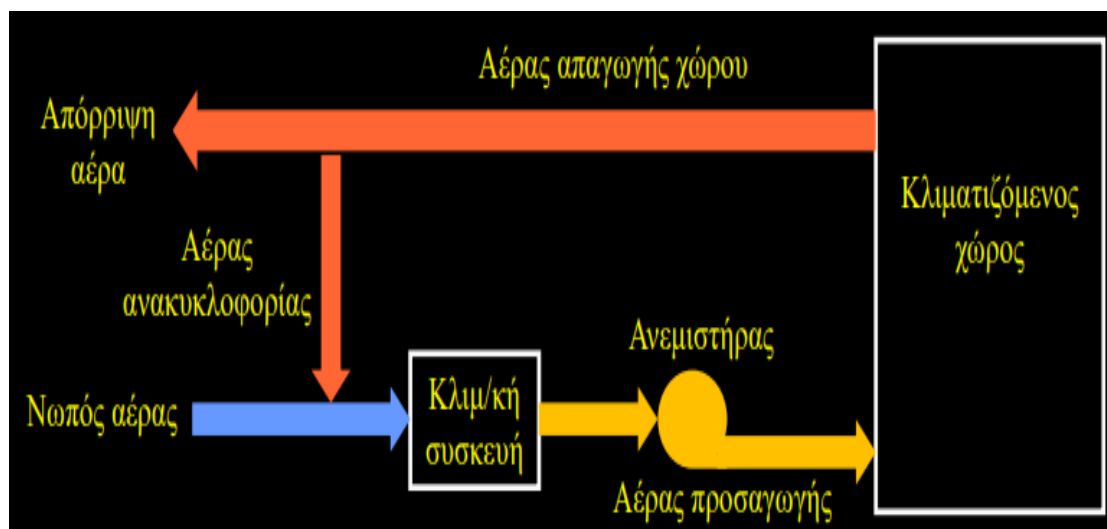 Αέρας απαγωγής χώρου
Απόρριψη
αέρα
Κλιματιζόμενος
χώρος
Αέρας
ανακυκλοφορίας
Ανεμιστήρας
Νωπός αέρας
Κλιμ/κή
συσκευή
Αέρας προσαγωγής